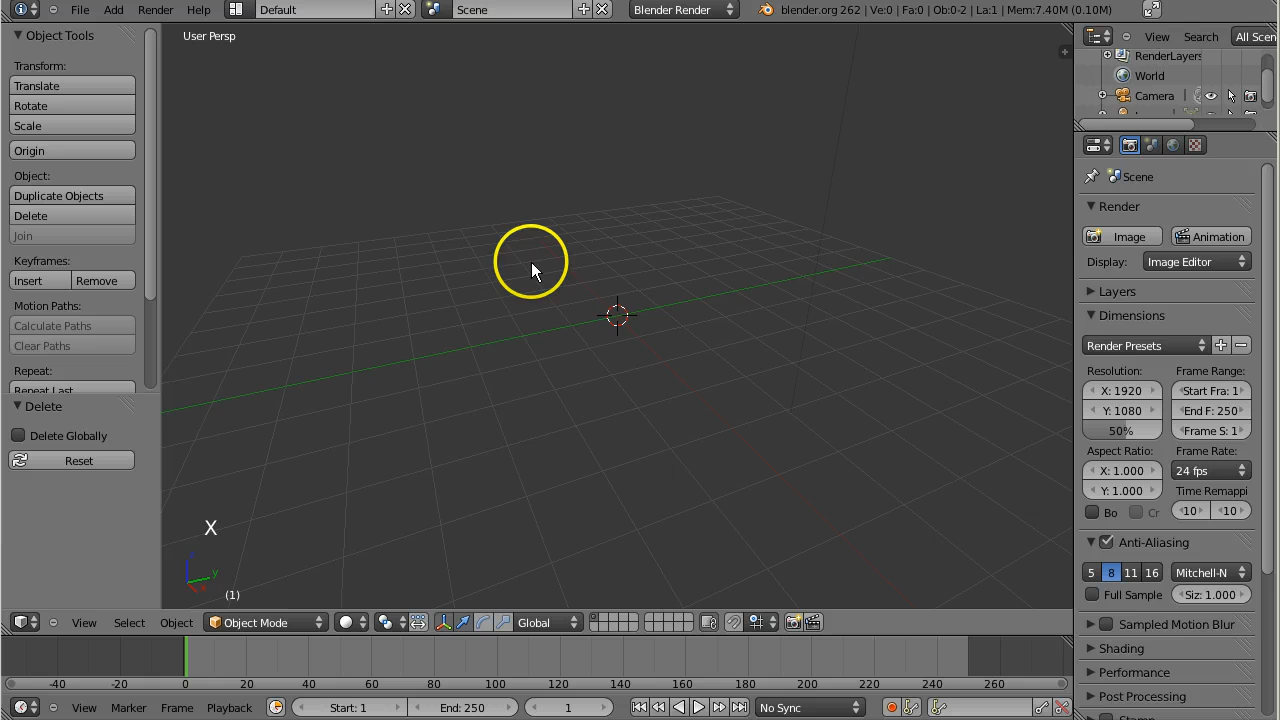 File Add Render Help Default Scene Blender Render blender.org 262 | Ve:0 | Fa:0 | Ob:0-2 | La:1 | Mem:7.40M (0.10M)
Object Tools
Transform:
Translate
Rotate
Scale
Origin
Object:
Duplicate Objects
Delete
Join
Keyframes:
Insert Remove
Motion Paths:
Calculate Paths
Clear Paths
Repeat:
Repeat Last
Delete
Delete Globally
Reset
User Persp
X
z
y
x
(1)
View Select Object Object Mode Global
-40 -20 0 20 40 60 80 100 120 140 160 180 200 220 240 260
View Marker Frame Playback Start: 1 End: 250 1 No Sync
View Search All Scen
RenderLayers
World
Camera
Scene
Render
Image Animation
Display: Image Editor
Layers
Dimensions
Render Presets
Resolution: Frame Range:
X: 1920 Start Fra: 1
Y: 1080 End F: 250
50% Frame S: 1
Aspect Ratio: Frame Rate:
X: 1.000 24 fps
Y: 1.000 Time Remappi
Bo Cr 10 10
Anti-Aliasing
5 8 11 16 Mitchell-N
Full Sample Siz: 1.000
Sampled Motion Blur
Shading
Performance
Post Processing